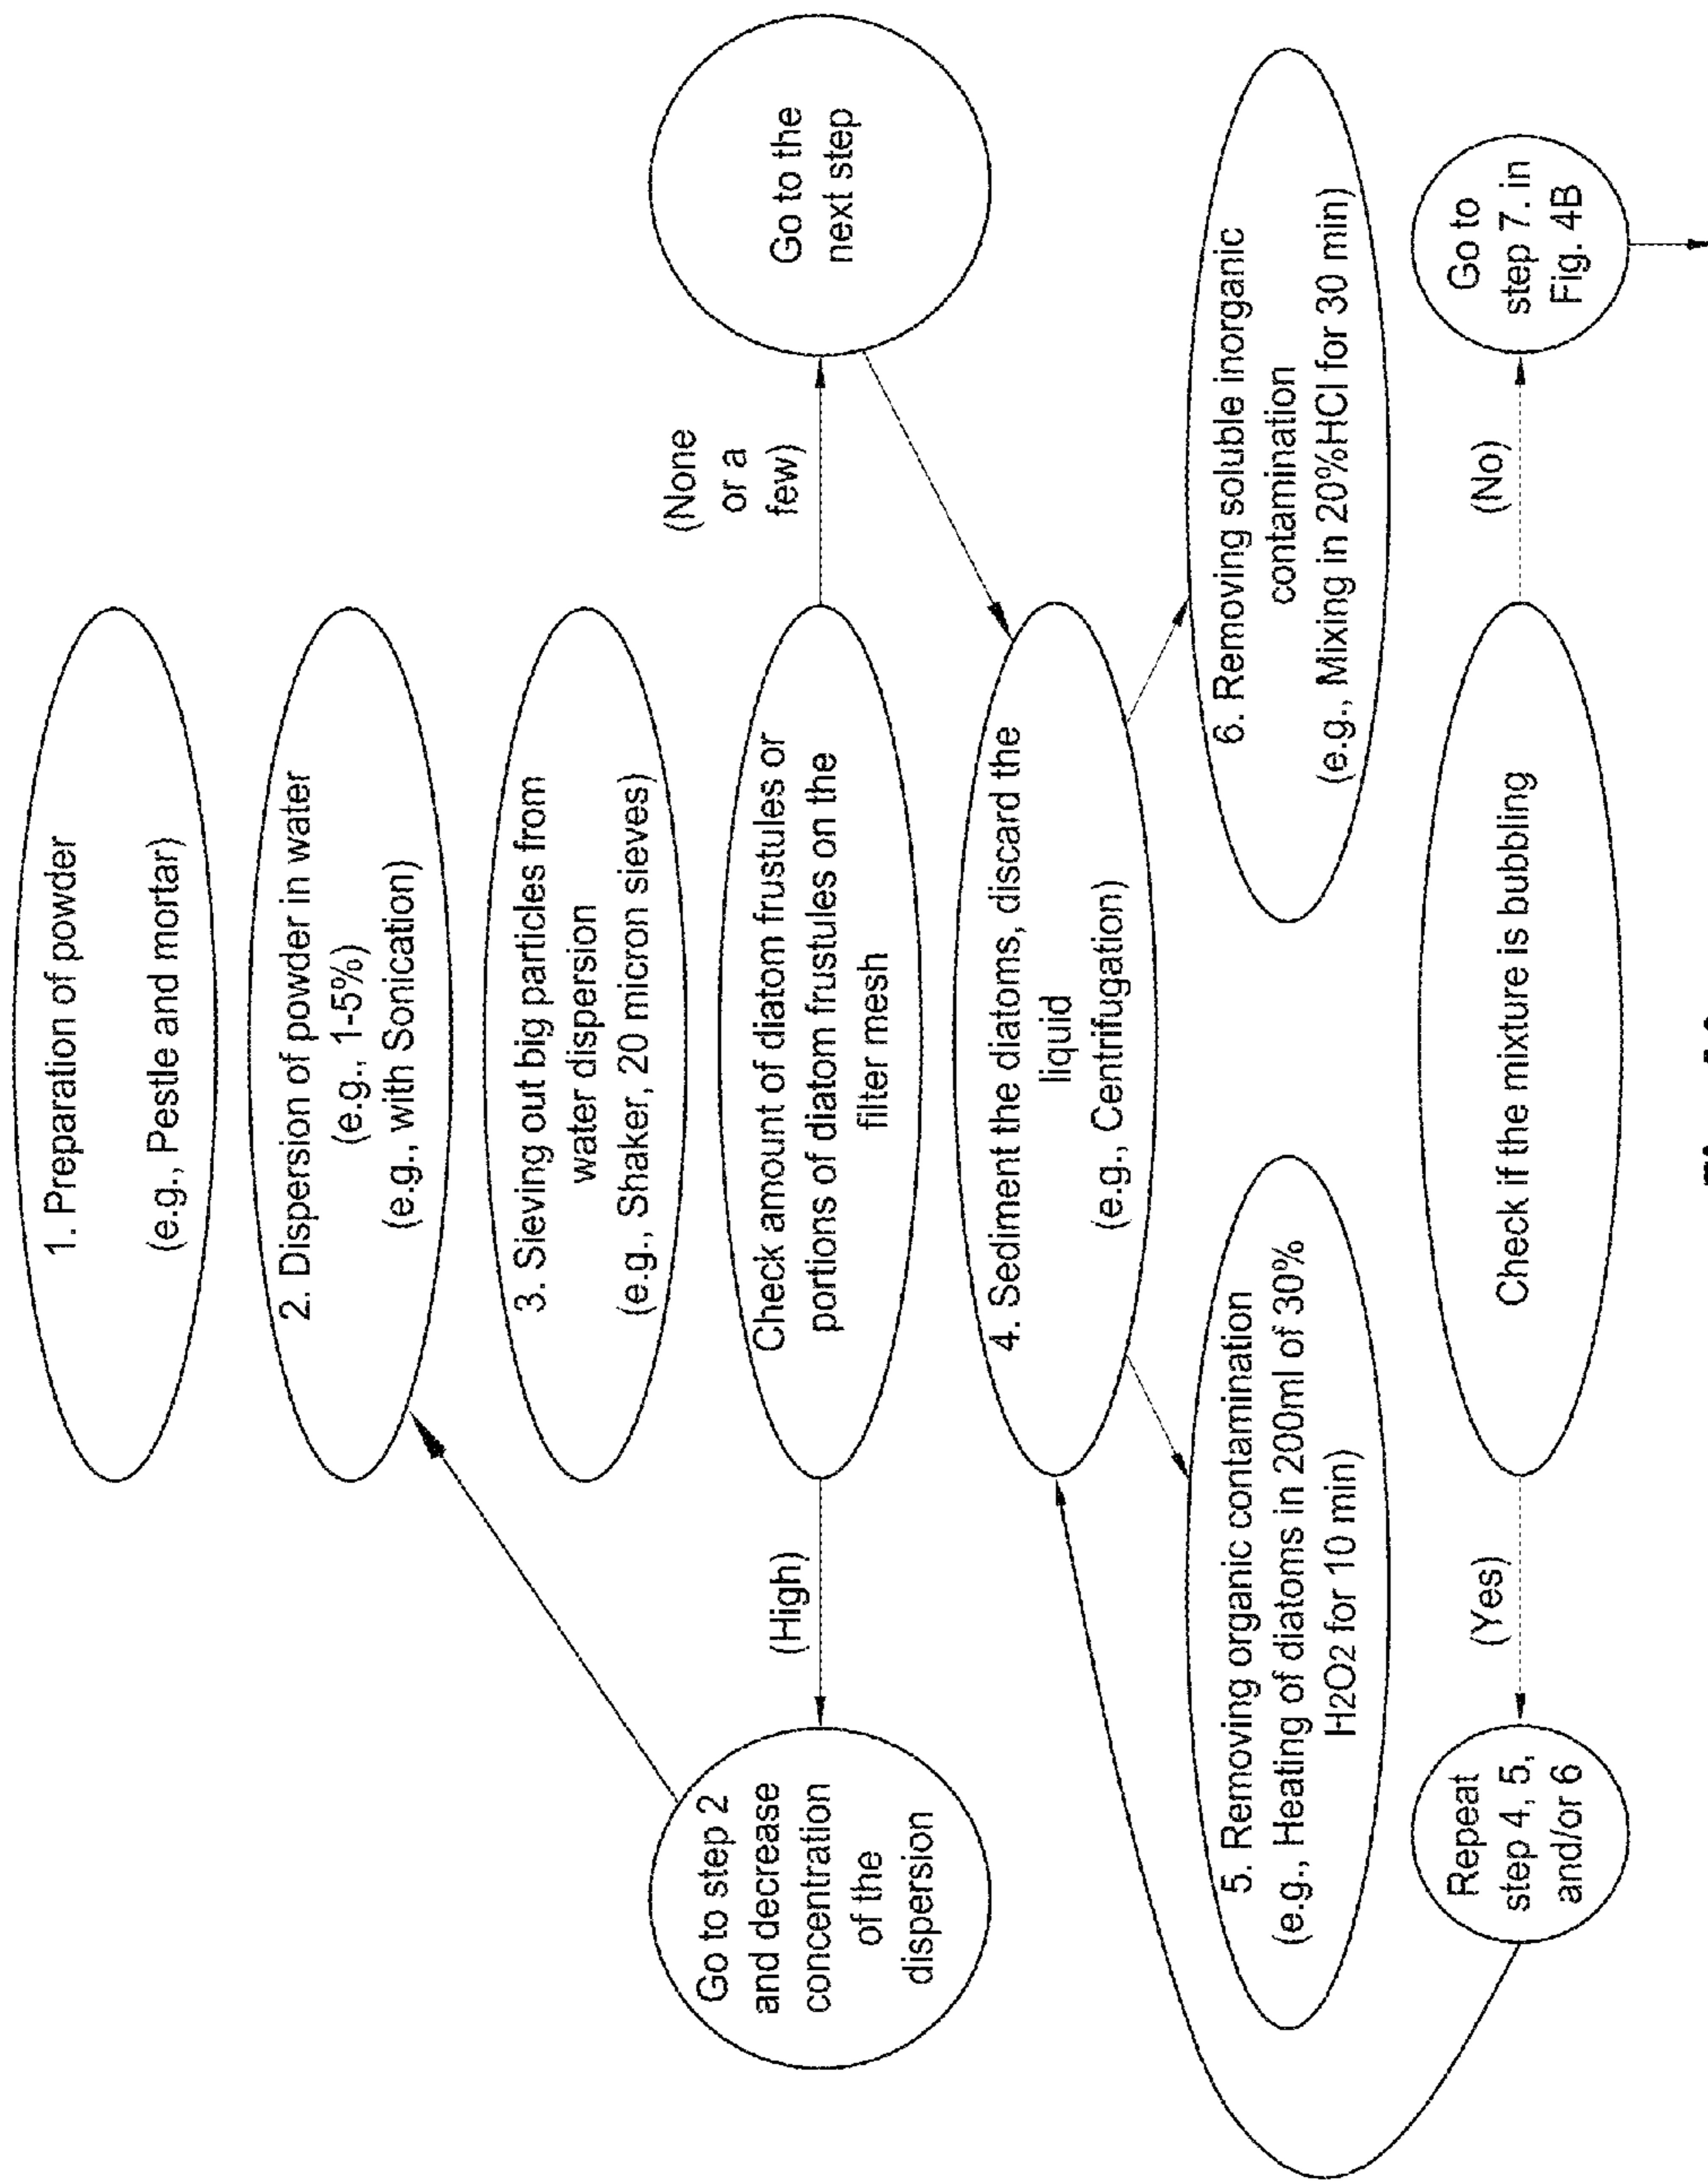 1. Preparation of powder
(e.g., Pestle and mortar)
2. Dispersion of powder in water
(e.g., 1-5%)
(e.g., with Sonication)
3. Sieving out big particles from
water dispersion
(e.g., Shaker, 20 micron sieves)
Go to step 2
and decrease
concentration
of the
dispersion
(High)
Check amount of diatom frustules or
portions of diatom frustules on the
filter mesh
(None
or a
few)
Go to the
next step
4. Sediment the diatoms, discard the
liquid
(e.g., Centrifugation)
5. Removing organic contamination
(e.g., Heating of diatoms in 200ml of 30%
H2O2 for 10 min)
6. Removing soluble inorganic
contamination
(e.g., Mixing in 20%HCl for 30 min)
Repeat
step 4, 5,
and/or 6
(Yes)
Check if the mixture is bubbling
(No)
Go to
step 7. in
Fig. 4B